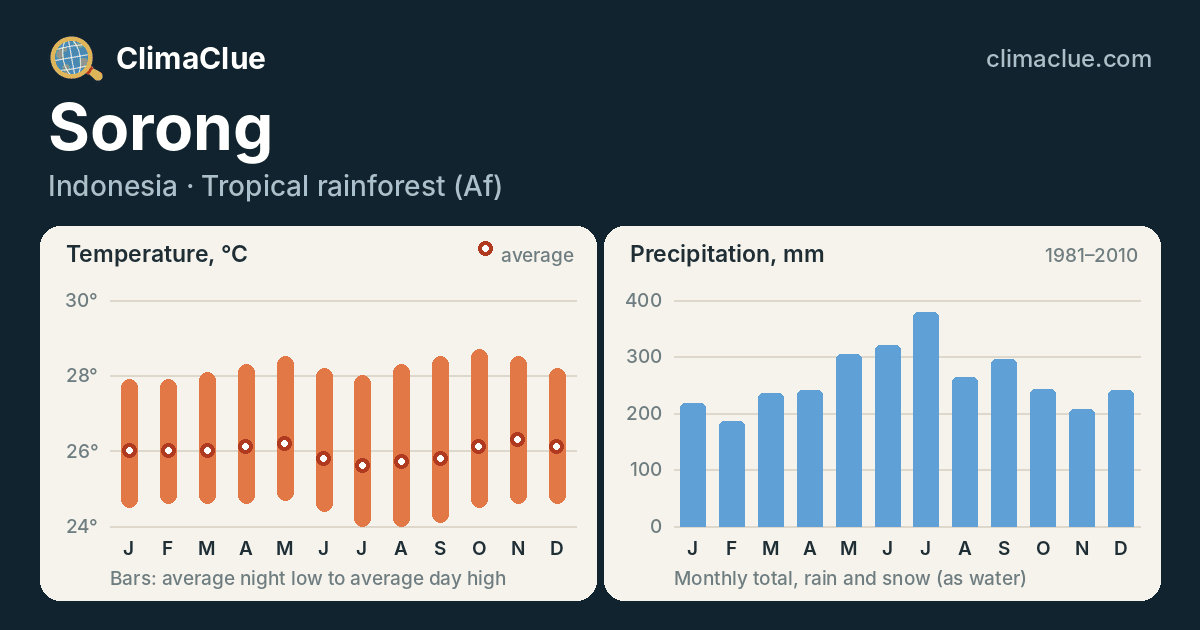 ClimaClue
climaclue.com
Sorong
Indonesia · Tropical rainforest (Af)
Temperature, °C
average
30°
28°
26°
24°
J F M A M J J A S O N D
Bars: average night low to average day high
Precipitation, mm
1981–2010
400
300
200
100
0
J F M A M J J A S O N D
Monthly total, rain and snow (as water)